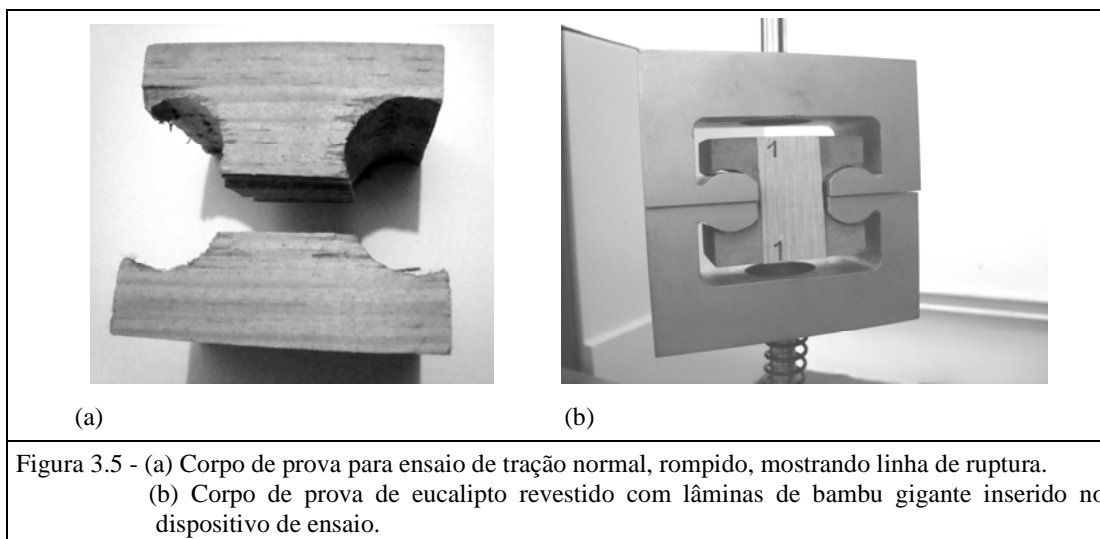 1
1
(a)
(b)
Figura 3.5 - (a) Corpo de prova para ensaio de tração normal, rompido, mostrando linha de ruptura.
(b) Corpo de prova de eucalipto revestido com lâminas de bambu gigante inserido no
dispositivo de ensaio.